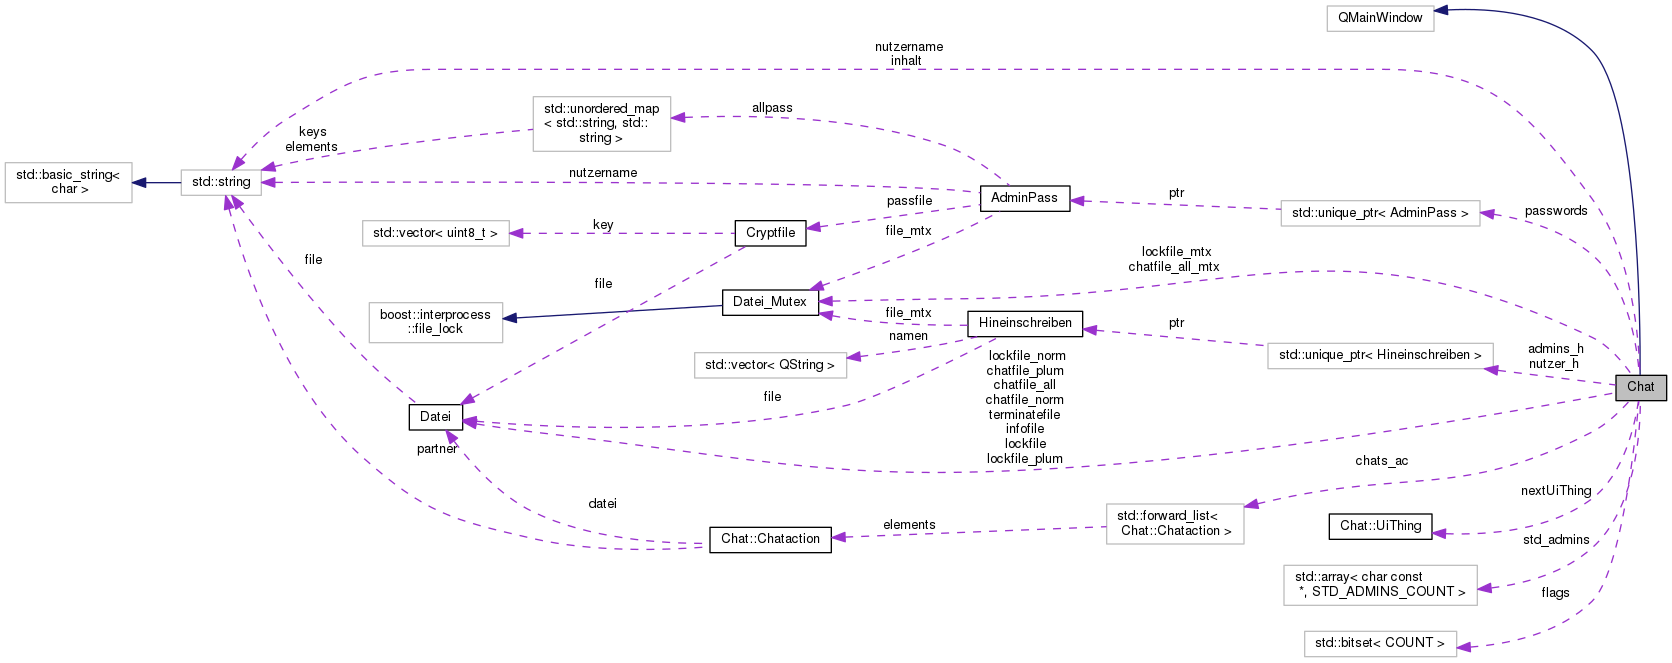 QMainWindow
nutzername
inhalt
std::unordered_map
< std::string, std::
string >
allpass
keys
elements
std::basic_string<
char >
std::string
nutzername
AdminPass
ptr
std::unique_ptr< AdminPass >
passwords
passfile
std::vector< uint8_t >
key
Cryptfile
file_mtx
lockfile_mtx
chatfile_all_mtx
file
file
boost::interprocess
::file_lock
Datei_Mutex
file_mtx
namen
Hineinschreiben
ptr
std::unique_ptr< Hineinschreiben >
admins_h
nutzer_h
std::vector< QString >
lockfile_norm
chatfile_plum
chatfile_all
chatfile_norm
terminatefile
infofile
lockfile
lockfile_plum
Chat
file
Datei
partner
chats_ac
datei
nextUiThing
std::forward_list<
Chat::Chataction >
elements
Chat::Chataction
Chat::UiThing
std_admins
std::array< char const
*, STD_ADMINS_COUNT >
flags
std::bitset< COUNT >